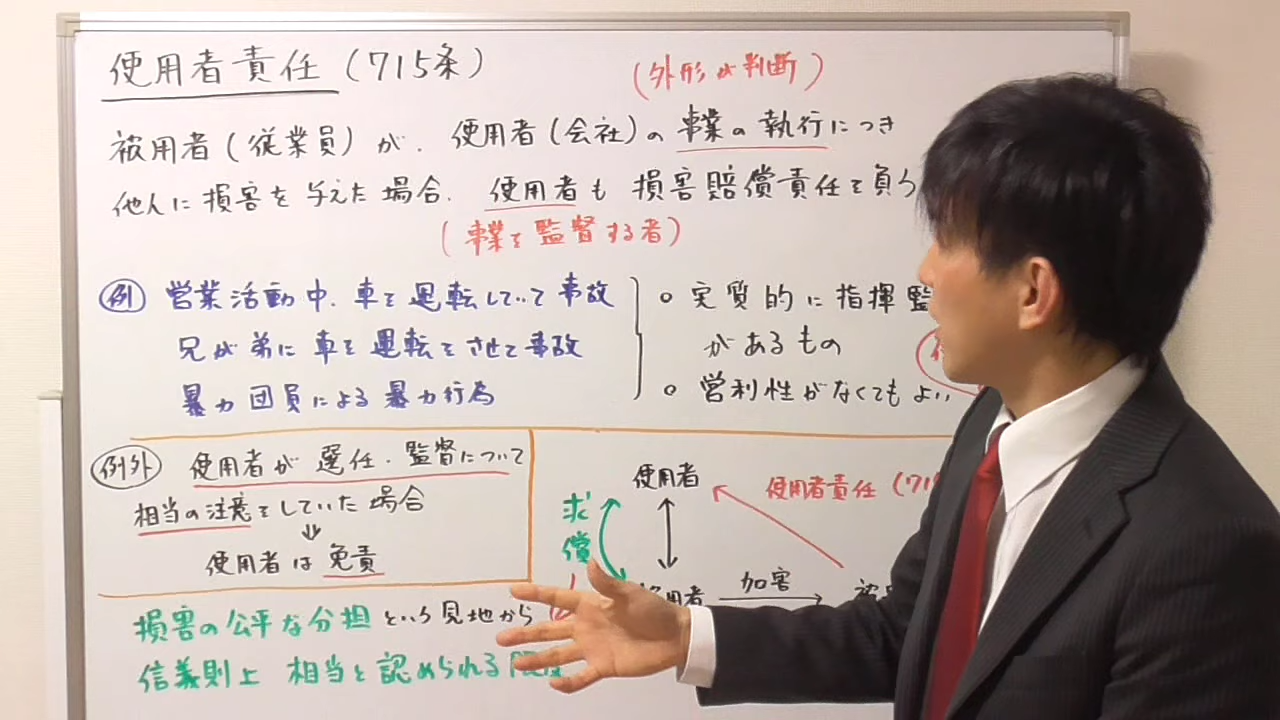 使用者責任(715条)
(外形が判断)
被用者(従業員)が、使用者(会社)の事業の執行につき
他人に損害を与えた場合、使用者も損害賠償責任を負う
(事業を監督する者)
例 営業活動中、車を運転していて事故
兄が弟に車を運転をさせて事故
暴力団員による暴力行為
○ 実質的に指揮監
があるもの
○ 営利性がなくてもよい
例外 使用者が選任、監督について
相当の注意をしていた場合
⇓
使用者は免責
使用者
使用者責任(71
求償
用者
加害
被
損害の公平な分担という見地から
信義則上 相当と認められる限度